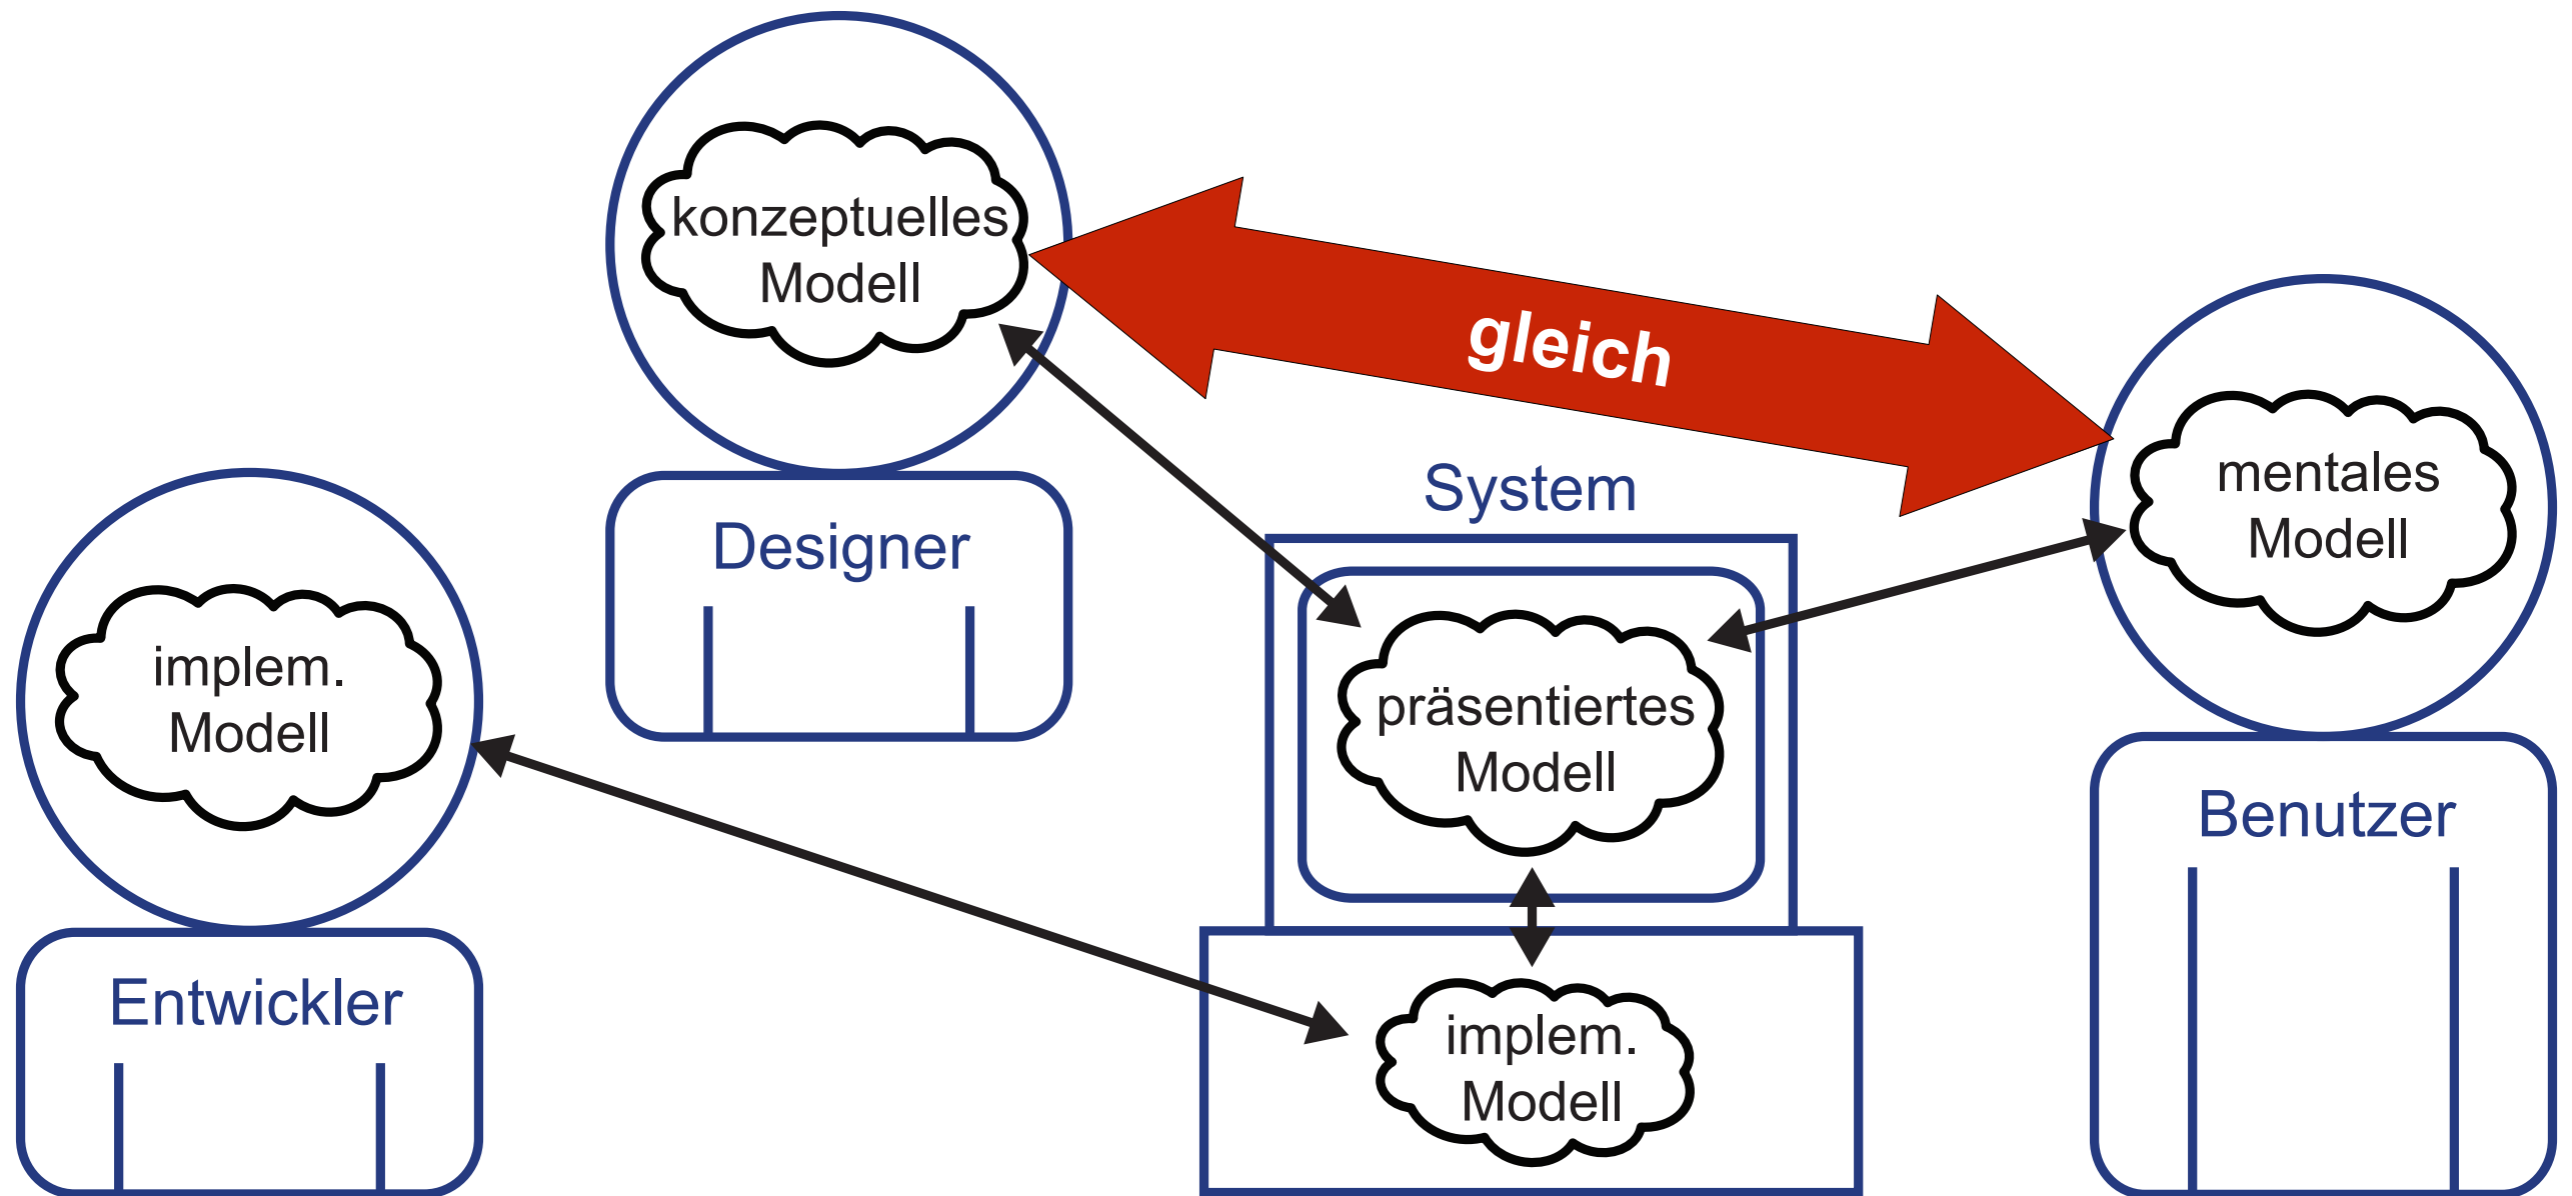 konzeptuelles
Modell
gleich
System
mentales
Modell
Designer
implem.
Modell
präsentiertes
Modell
Benutzer
Entwickler
implem.
Modell